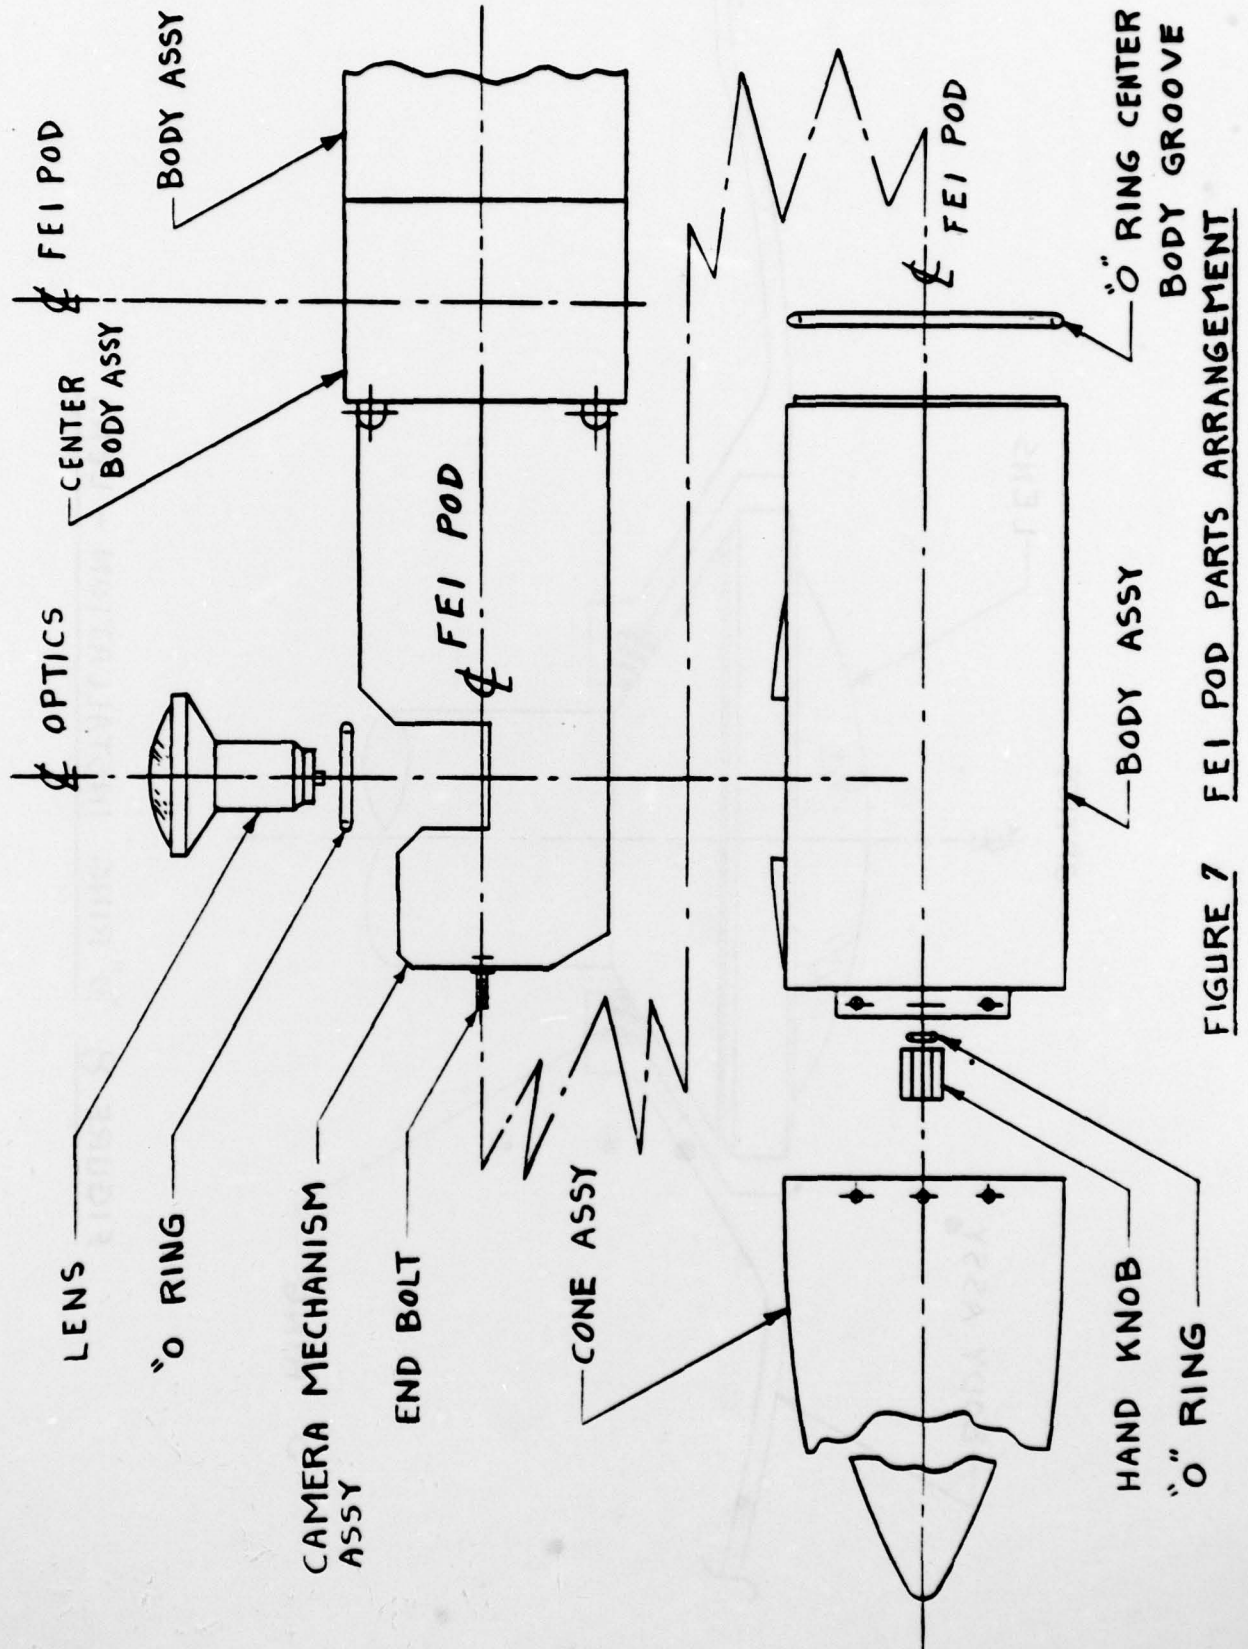 ℄ OPTICS
℄ FEI POD
LENS
"O RING
CAMERA MECHANISM
ASSY
END BOLT
CENTER
BODY ASSY
BODY ASSY
℄ FEI POD
CONE ASSY
HAND KNOB
"O" RING
BODY ASSY
℄ FEI POD
"O" RING CENTER
BODY GROOVE
FIGURE 7 FEI POD PARTS ARRANGEMENT